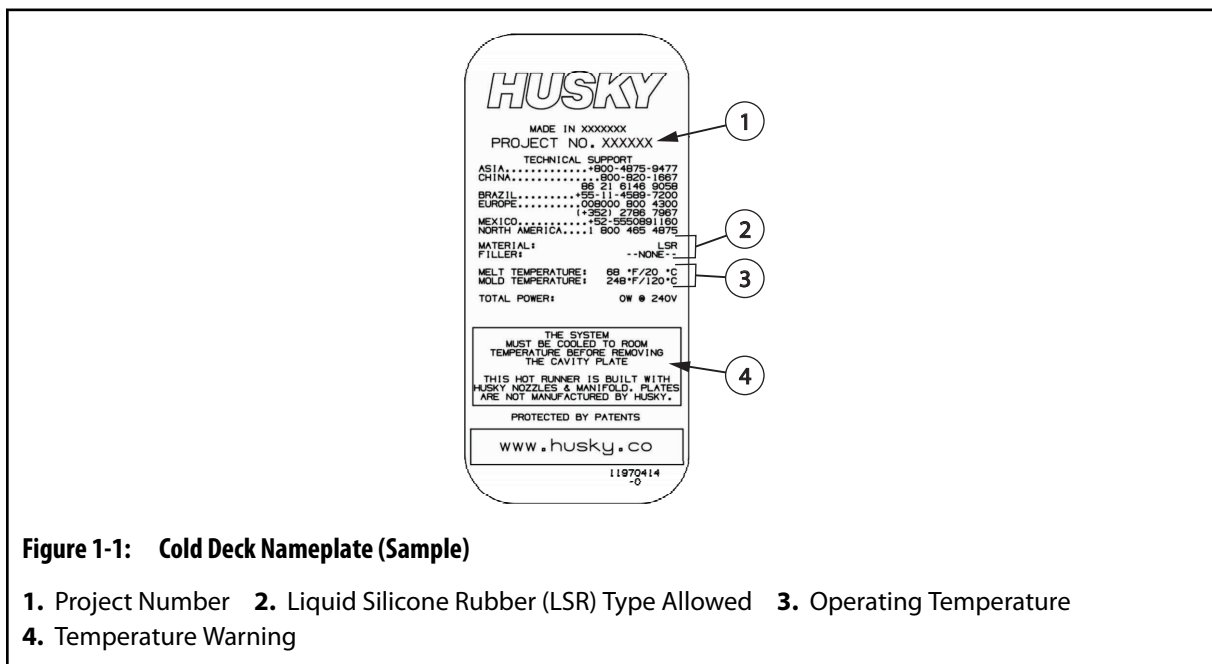 HUSKY
MADE IN XXXXXXX
PROJECT NO. XXXXXX
TECHNICAL SUPPORT
ASIA.............+800-4875-9477
CHINA..............800-820-1667
86 21 6146 9058
BRAZIL.........+55-11-4589-7200
EUROPE..........008000 800 4300
(+352) 2786 7967
MEXICO...........+52-5550891160
NORTH AMERICA....1 800 465 4875
MATERIAL: LSR
FILLER: --NONE--
MELT TEMPERATURE: 68 °F/20 °C
MOLD TEMPERATURE: 248°F/120°C
TOTAL POWER: 0W @ 240V
THE SYSTEM
MUST BE COOLED TO ROOM
TEMPERATURE BEFORE REMOVING
THE CAVITY PLATE
THIS HOT RUNNER IS BUILT WITH
HUSKY NOZZLES & MANIFOLD. PLATES
ARE NOT MANUFACTURED BY HUSKY.
PROTECTED BY PATENTS
www.husky.co
11970414
-0
1
2
3
4
Figure 1-1: Cold Deck Nameplate (Sample)
1. Project Number 2. Liquid Silicone Rubber (LSR) Type Allowed 3. Operating Temperature
4. Temperature Warning